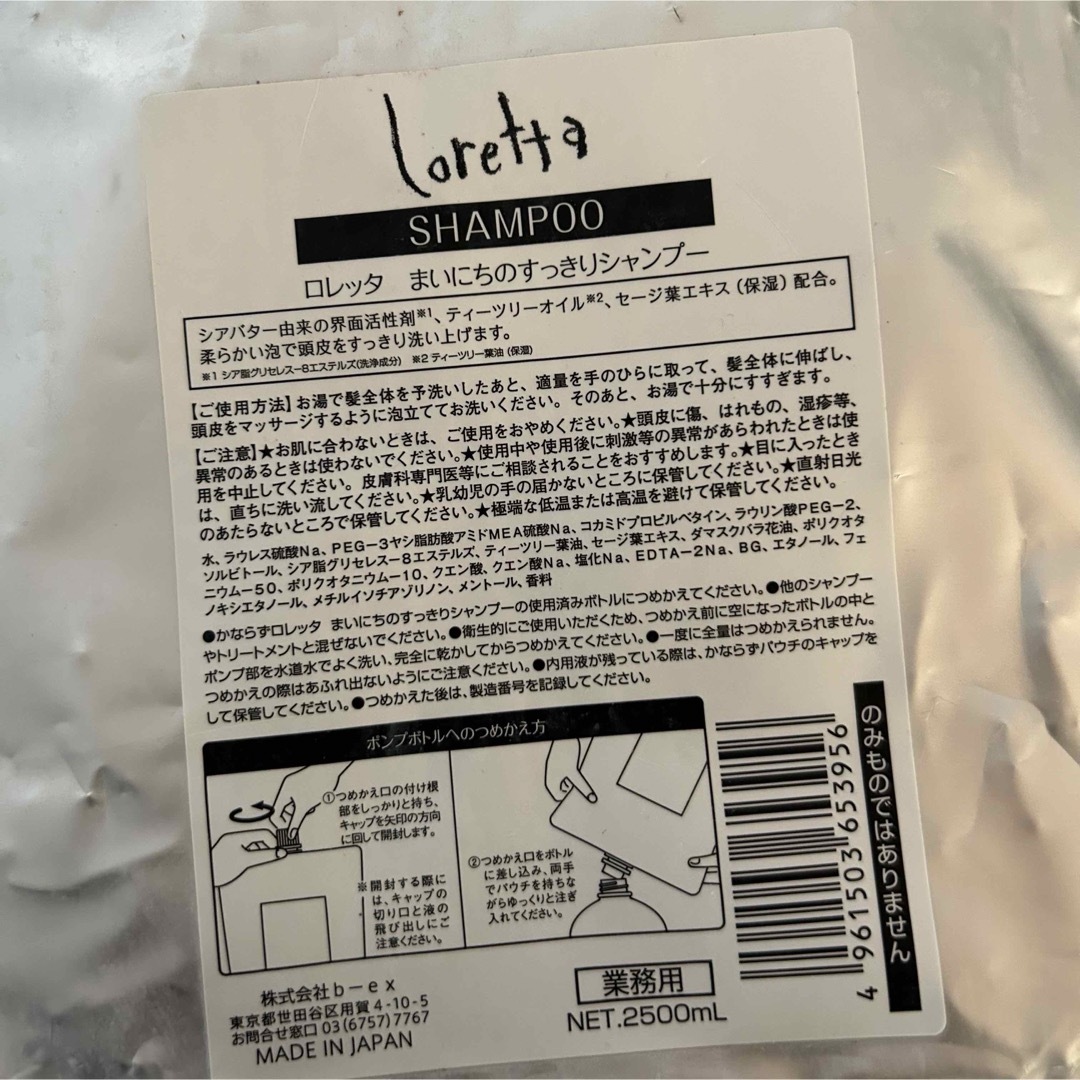 loretta
SHAMPOO
ロレッタ まいにちのすっきりシャンプー
シアバター由来の界面活性剤※1、ティーツリーオイル※2、セージ葉エキス(保湿)配合。
柔らかい泡で頭皮をすっきり洗い上げます。
※1 シア脂グリセレス-8エステルズ(洗浄成分) ※2 ティーツリー葉油(保湿)
【ご使用方法】お湯で髪全体を予洗いしたあと、適量を手のひらに取って、髪全体に伸ばし、
頭皮をマッサージするように泡立ててお洗いください。そのあと、お湯で十分にすすぎます。
【ご注意】★お肌に合わないときは、ご使用をおやめください。★頭皮に傷、はれもの、湿疹等、
異常のあるときは使わないでください。★使用中や使用後に刺激等の異常があらわれたときは使
用を中止してください。皮膚科専門医等にご相談されることをおすすめします。★目に入ったとき
は、直ちに洗い流してください。★乳幼児の手の届かないところに保管してください。★直射日光
のあたらないところで保管してください。★極端な低温または高温を避けて保管してください。
水、ラウレス硫酸Na、PEG-3ヤシ脂肪酸アミドMEA硫酸Na、コカミドプロピルベタイン、ラウリン酸PEG-2、
ソルビトール、シア脂グリセレス-8エステルズ、ティーツリー葉油、セージ葉エキス、ダマスクバラ花油、ポリクオタ
ニウム-50、ポリクオタニウム-10、クエン酸、クエン酸Na、塩化Na、EDTA-2Na、BG、エタノール、フェ
ノキシエタノール、メチルイソチアゾリノン、メントール、香料
●かならずロレッタ まいにちのすっきりシャンプーの使用済みボトルにつめかえてください。●他のシャンプー
やトリートメントと混ぜないでください。●衛生的にご使用いただくため、つめかえ前に空になったボトルの中と
ポンプ部を水道水でよく洗い、完全に乾かしてからつめかえてください。●一度に全量はつめかえられません。
つめかえの際はあふれ出ないようにご注意ください。●内用液が残っている際は、かならずパウチのキャップを
して保管してください。●つめかえた後は、製造番号を記録してください。
ポンプボトルへのつめかえ方
①つめかえ口の付け根
部をしっかりと持ち、
キャップを矢印の方向
に回して開封します。
※開封する際に
は、キャップの
切り口と液の
飛び出しにご
注意ください。
②つめかえ口をボトル
に差し込み、両手
でパウチを持ちな
がらゆっくりと注ぎ
入れてください。
4 961503 653956
のみものではありません
株式会社b-ex
東京都世田谷区用賀4-10-5
お問合せ窓口03(6757)7767
MADE IN JAPAN
業務用
NET.2500mL